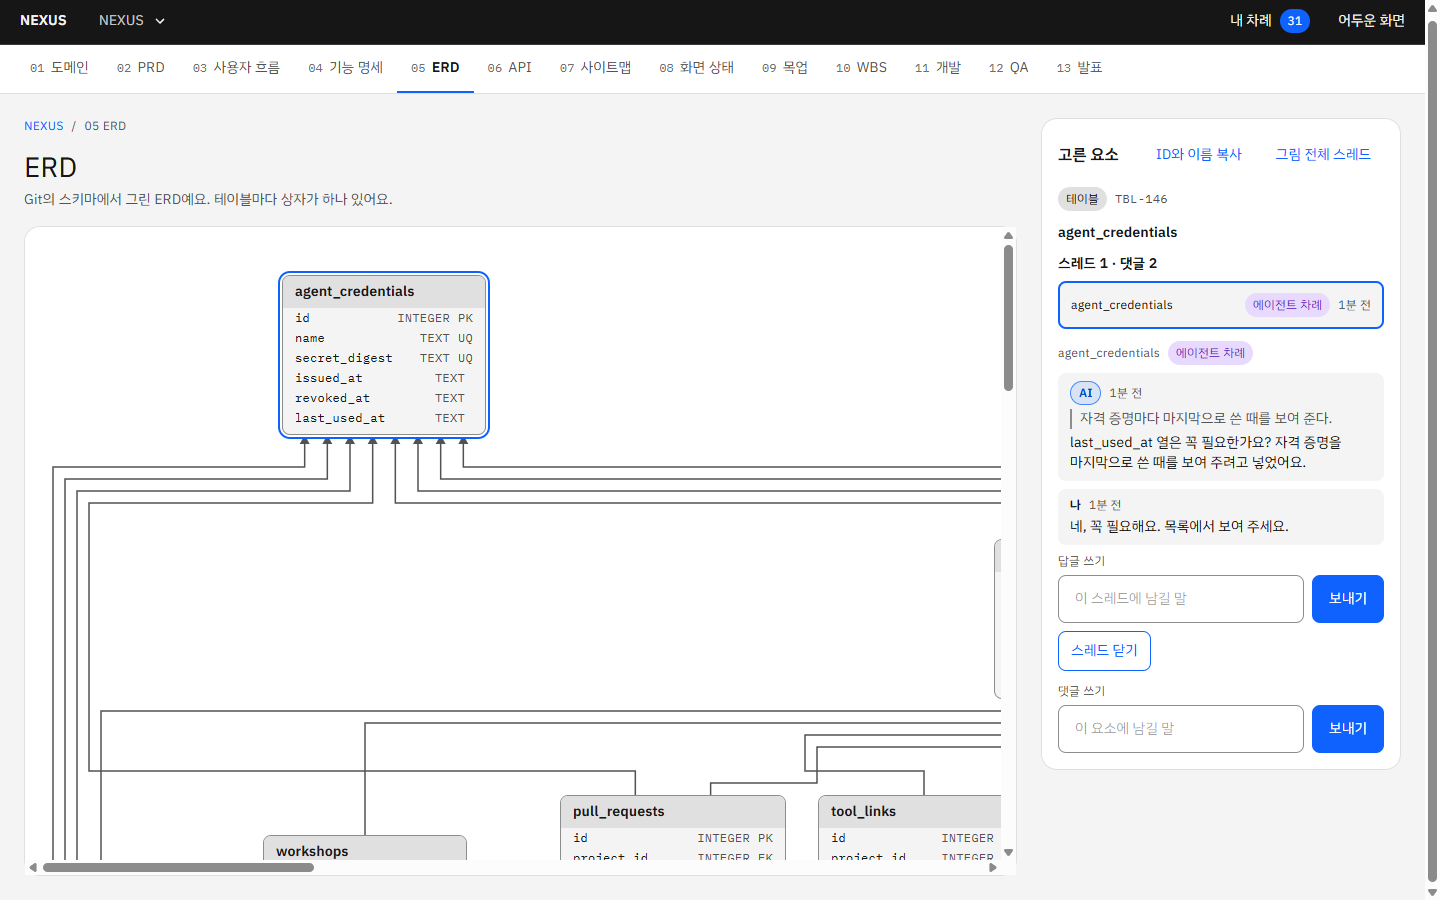 NEXUS NEXUS 내 차례 31 어두운 화면
01 도메인 02 PRD 03 사용자 흐름 04 기능 명세 05 ERD 06 API 07 사이트맵 08 화면 상태 09 목업 10 WBS 11 개발 12 QA 13 발표
NEXUS / 05 ERD
ERD
Git의 스키마에서 그린 ERD예요. 테이블마다 상자가 하나 있어요.
agent_credentials
id INTEGER PK
name TEXT UQ
secret_digest TEXT UQ
issued_at TEXT
revoked_at TEXT
last_used_at TEXT
pull_requests
id INTEGER PK
project_id INTEGER FK
tool_links
id INTEGER
project_id INTEGER
workshops
고른 요소 ID와 이름 복사 그림 전체 스레드
테이블 TBL-146
agent_credentials
스레드 1 · 댓글 2
agent_credentials 에이전트 차례 1분 전
agent_credentials 에이전트 차례
AI 1분 전
자격 증명마다 마지막으로 쓴 때를 보여 준다.
last_used_at 열은 꼭 필요한가요? 자격 증명을
마지막으로 쓴 때를 보여 주려고 넣었어요.
나 1분 전
네, 꼭 필요해요. 목록에서 보여 주세요.
답글 쓰기
이 스레드에 남길 말 보내기
스레드 닫기
댓글 쓰기
이 요소에 남길 말 보내기